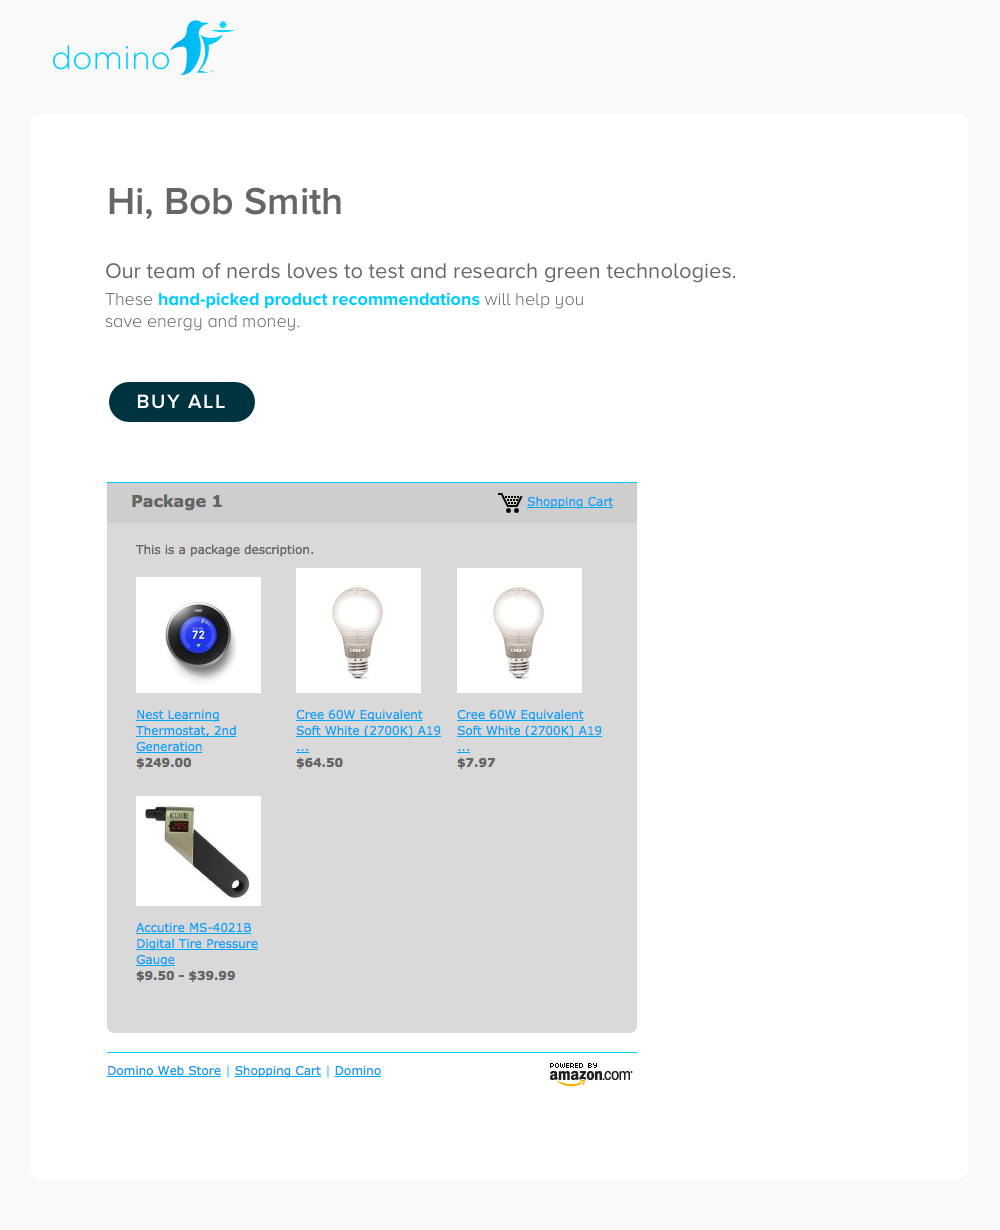 domino
Hi, Bob Smith
Our team of nerds loves to test and research green technologies.
These hand-picked product recommendations will help you
save energy and money.
BUY ALL
Package 1
Shopping Cart
This is a package description.
nest
72
CREE
CREE
Nest Learning
Thermostat, 2nd
Generation
$249.00
Cree 60W Equivalent
Soft White (2700K) A19
...
$64.50
Cree 60W Equivalent
Soft White (2700K) A19
...
$7.97
ACCUTIRE
Accutire MS-4021B
Digital Tire Pressure
Gauge
$9.50 - $39.99
Domino Web Store | Shopping Cart | Domino
POWERED BY
amazon.com